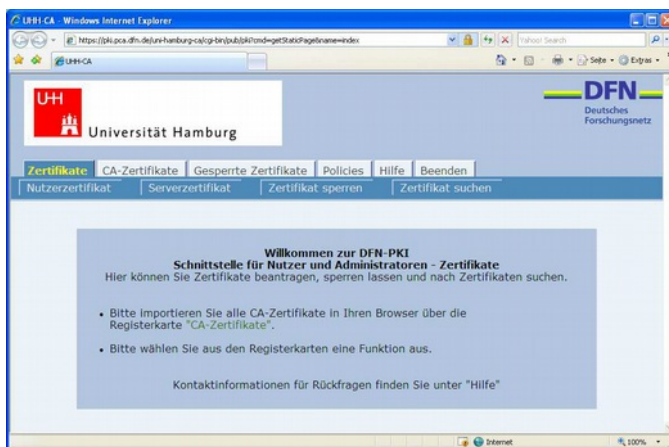 UHH-CA - Windows Internet Explorer
https://pki.pca.dfn.de/uni-hamburg-ca/cgi-bin/pub/pki?cmd=getStaticPage&name=index
Yahoo! Search
UHH-CA
Seite
Extras
UHH
Universität Hamburg
DFN
Deutsches
Forschungsnetz
Zertifikate CA-Zertifikate Gesperrte Zertifikate Policies Hilfe Beenden
Nutzerzertifikat Serverzertifikat Zertifikat sperren Zertifikat suchen
Willkommen zur DFN-PKI
Schnittstelle für Nutzer und Administratoren - Zertifikate
Hier können Sie Zertifikate beantragen, sperren lassen und nach Zertifikaten suchen.
• Bitte importieren Sie alle CA-Zertifikate in Ihren Browser über die
Registerkarte "CA-Zertifikate".
• Bitte wählen Sie aus den Registerkarten eine Funktion aus.
Kontaktinformationen für Rückfragen finden Sie unter "Hilfe"
Internet 100%